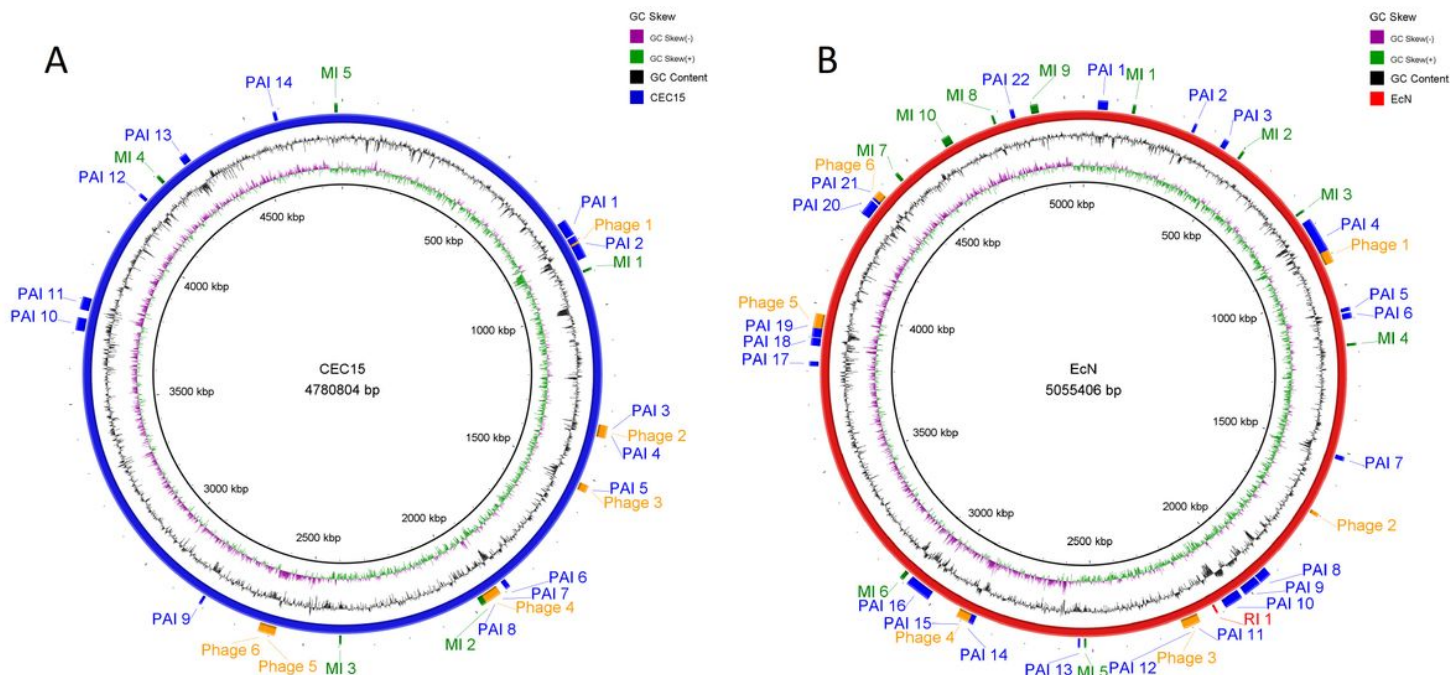 A
GC Skew
GC Skew(-)
GC Skew(+)
GC Content
CEC15
MI 5
PAI 14
PAI 13
MI 4
PAI 12
PAI 11
PAI 10
PAI 1
Phage 1
PAI 2
MI 1
PAI 3
Phage 2
PAI 4
PAI 5
Phage 3
PAI 6
PAI 7
Phage 4
PAI 8
MI 2
MI 3
Phage 5
Phage 6
PAI 9
500 kbp
1000 kbp
1500 kbp
2000 kbp
2500 kbp
3000 kbp
3500 kbp
4000 kbp
4500 kbp
CEC15
4780804 bp
B
GC Skew
GC Skew(-)
GC Skew(+)
GC Content
EcN
PAI 1
MI 1
PAI 2
PAI 3
MI 2
MI 3
PAI 4
Phage 1
PAI 5
PAI 6
MI 4
PAI 7
Phage 2
PAI 8
PAI 9
PAI 10
RI 1
PAI 11
Phage 3
PAI 12
MI 5
PAI 13
PAI 14
Phage 4
PAI 15
PAI 16
MI 6
PAI 17
PAI 18
PAI 19
Phage 5
PAI 20
PAI 21
Phage 6
MI 7
MI 10
MI 8
PAI 22
MI 9
5000 kbp
500 kbp
1000 kbp
1500 kbp
2000 kbp
2500 kbp
3000 kbp
3500 kbp
4000 kbp
4500 kbp
EcN
5055406 bp